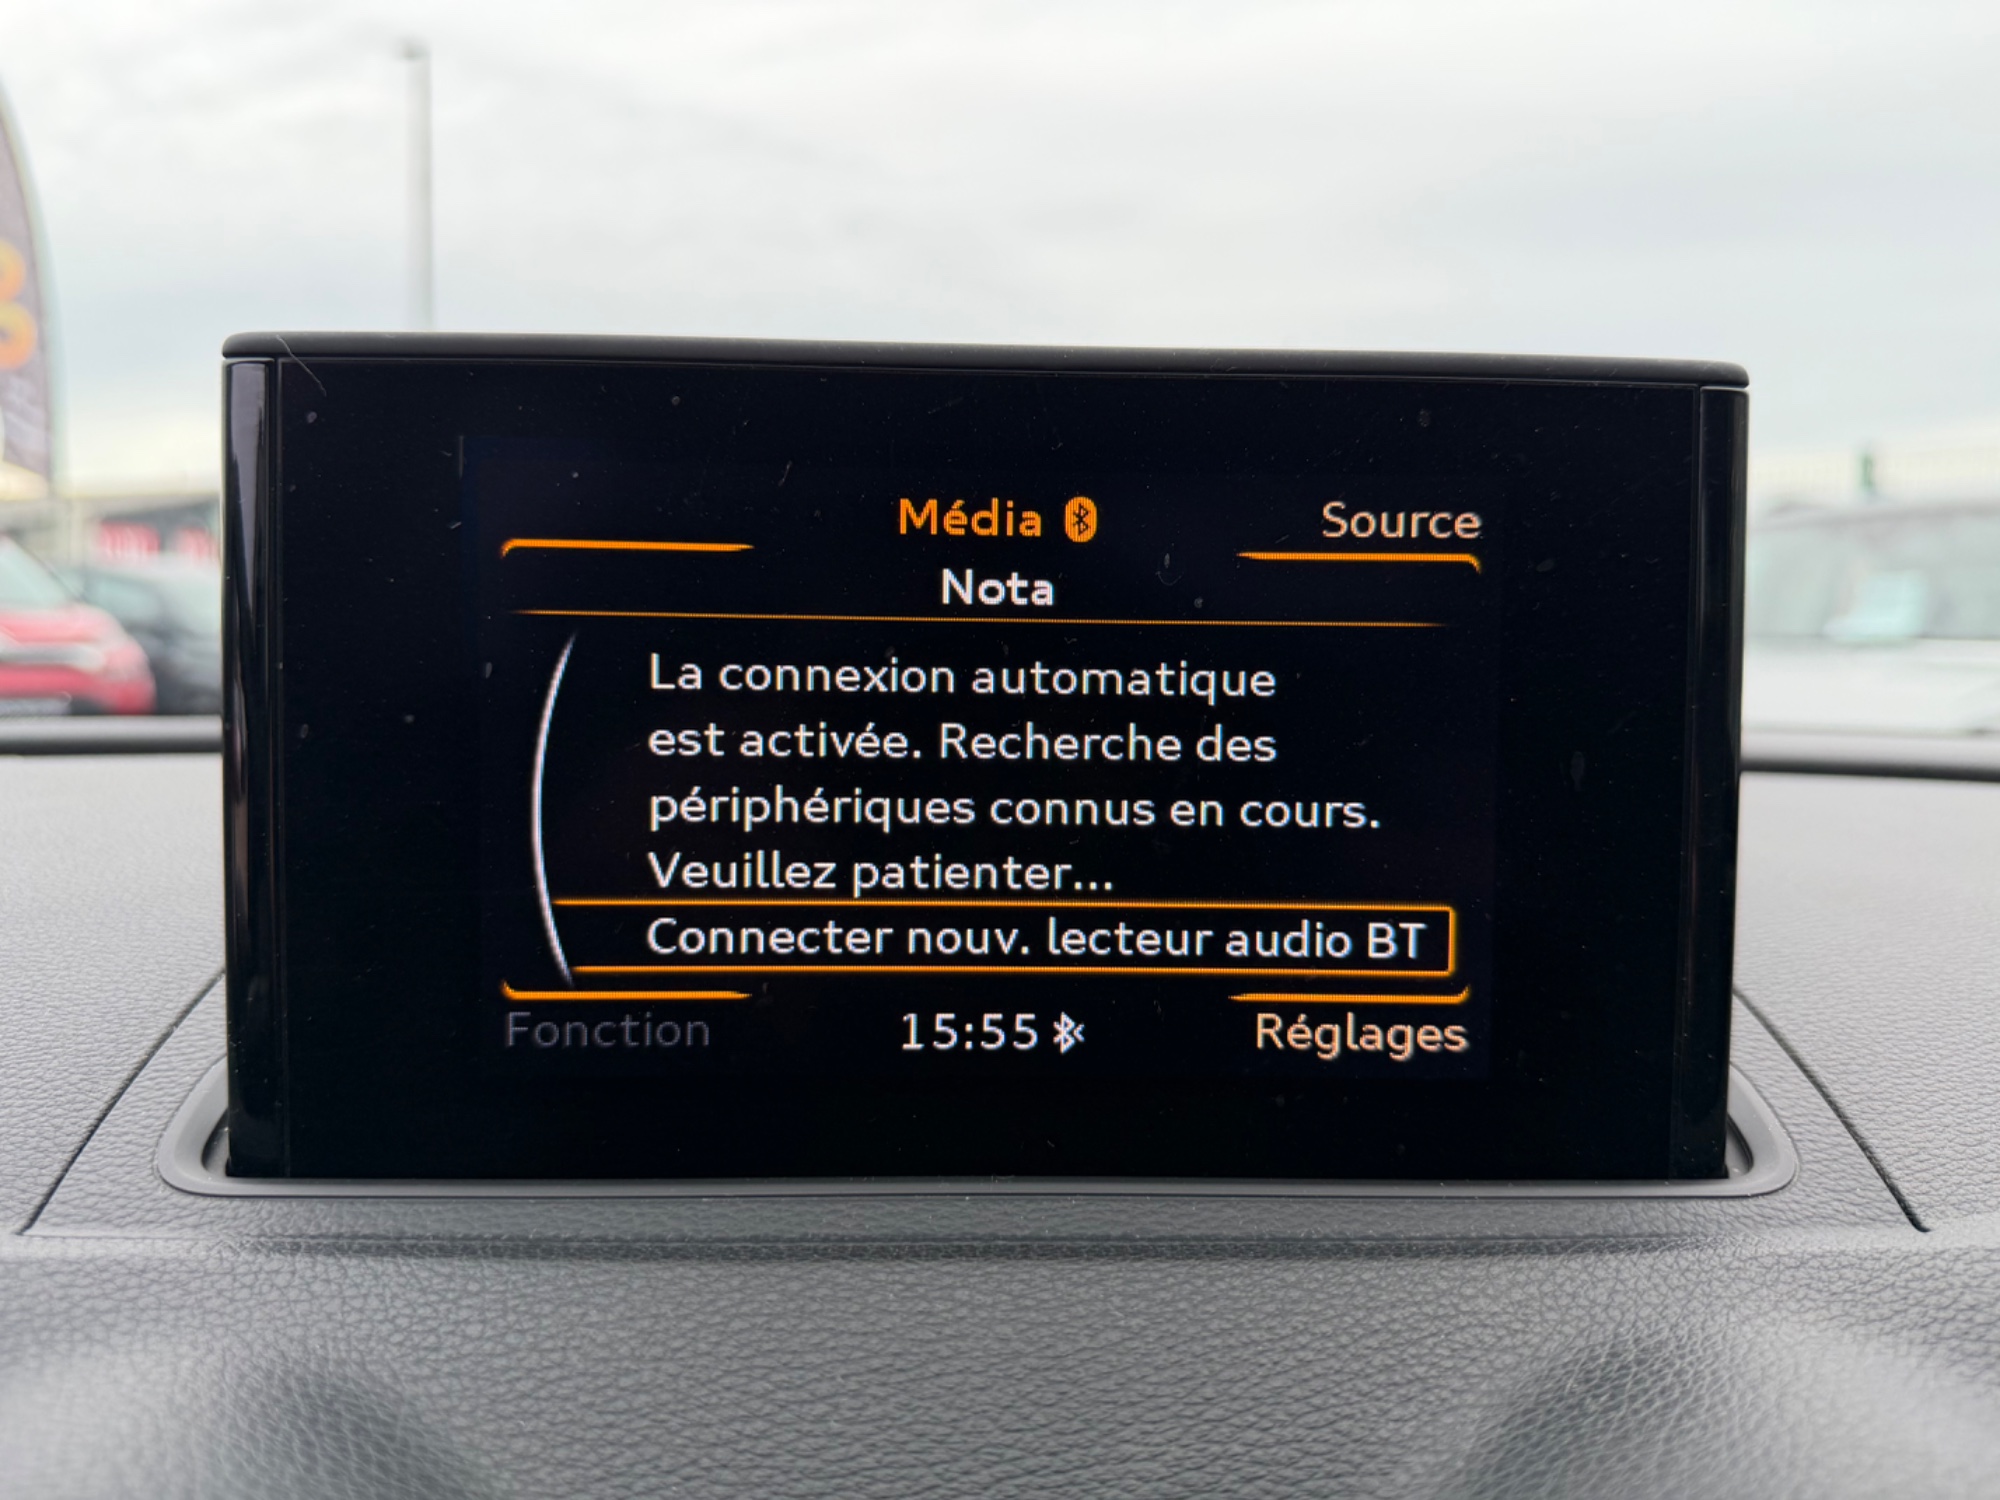 Média
Source
Nota
La connexion automatique
est activée. Recherche des
périphériques connus en cours.
Veuillez patienter...
Connecter nouv. lecteur audio BT
Fonction
15:55
Réglages